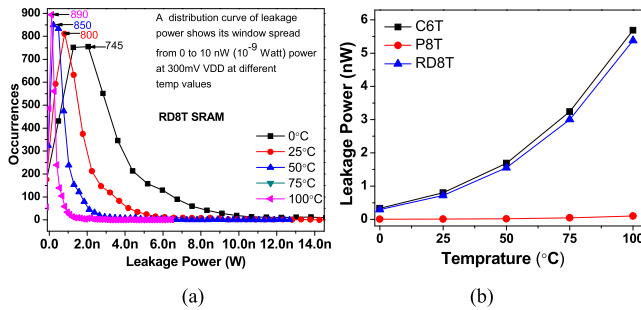 890
850
800
745
A distribution curve of leakage
power shows its window spread
from 0 to 10 nW (10⁻⁹ Watt) power
at 300mV VDD at different
temp values
RD8T SRAM
0°C
25°C
50°C
75°C
100°C
Occurrences
900
800
700
600
500
400
300
200
100
0
0.0 2.0n 4.0n 6.0n 8.0n 10.0n 12.0n 14.0n
Leakage Power (W)
(a)
C6T
P8T
RD8T
Leakage Power (nW)
6
5
4
3
2
1
0
0 25 50 75 100
Temprature (°C)
(b)